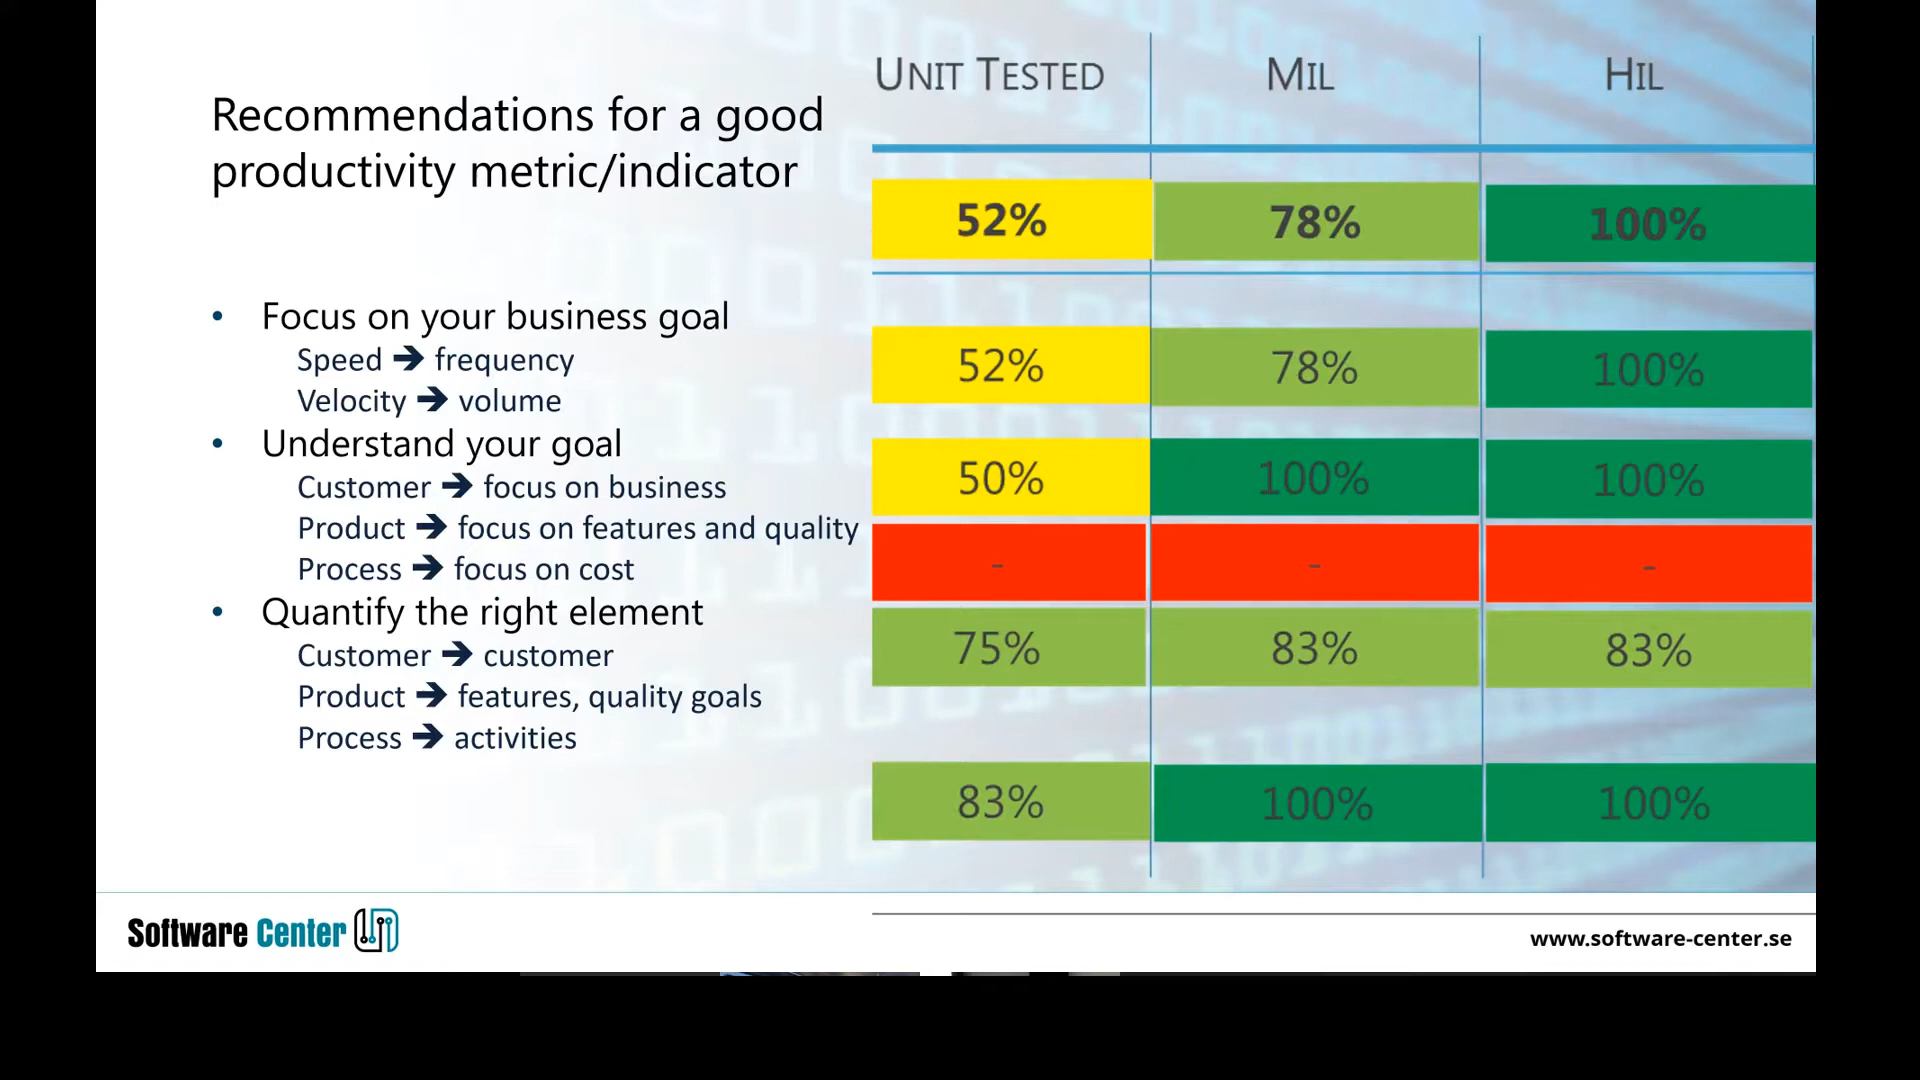 Recommendations for a good
productivity metric/indicator
• Focus on your business goal
Speed ➔ frequency
Velocity ➔ volume
• Understand your goal
Customer ➔ focus on business
Product ➔ focus on features and quality
Process ➔ focus on cost
• Quantify the right element
Customer ➔ customer
Product ➔ features, quality goals
Process ➔ activities
UNIT TESTED MIL HIL
52% 78% 100%
52% 78% 100%
50% 100% 100%
- - -
75% 83% 83%
83% 100% 100%
Software Center
www.software-center.se